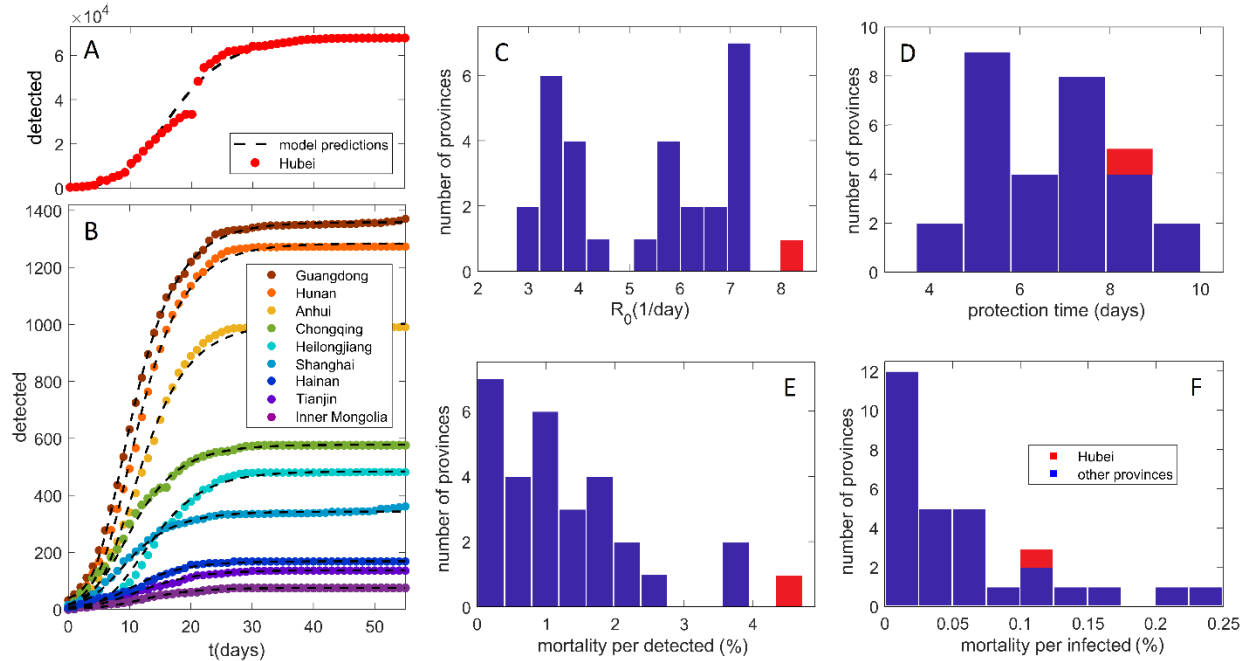 ×10⁴
A
6
4
2
0
detected
model predictions
Hubei
B
1400
1200
1000
800
600
400
200
0
detected
Guangdong
Hunan
Anhui
Chongqing
Heilongjiang
Shanghai
Hainan
Tianjin
Inner Mongolia
0 10 20 30 40 50
t(days)
C
6
4
2
0
number of provinces
2 3 4 5 6 7 8
R₀(1/day)
D
10
8
6
4
2
0
number of provinces
4 6 8 10
protection time (days)
E
6
4
2
0
number of provinces
0 1 2 3 4
mortality per detected (%)
F
12
10
8
6
4
2
0
number of provinces
Hubei
other provinces
0 0.05 0.1 0.15 0.2 0.25
mortality per infected (%)